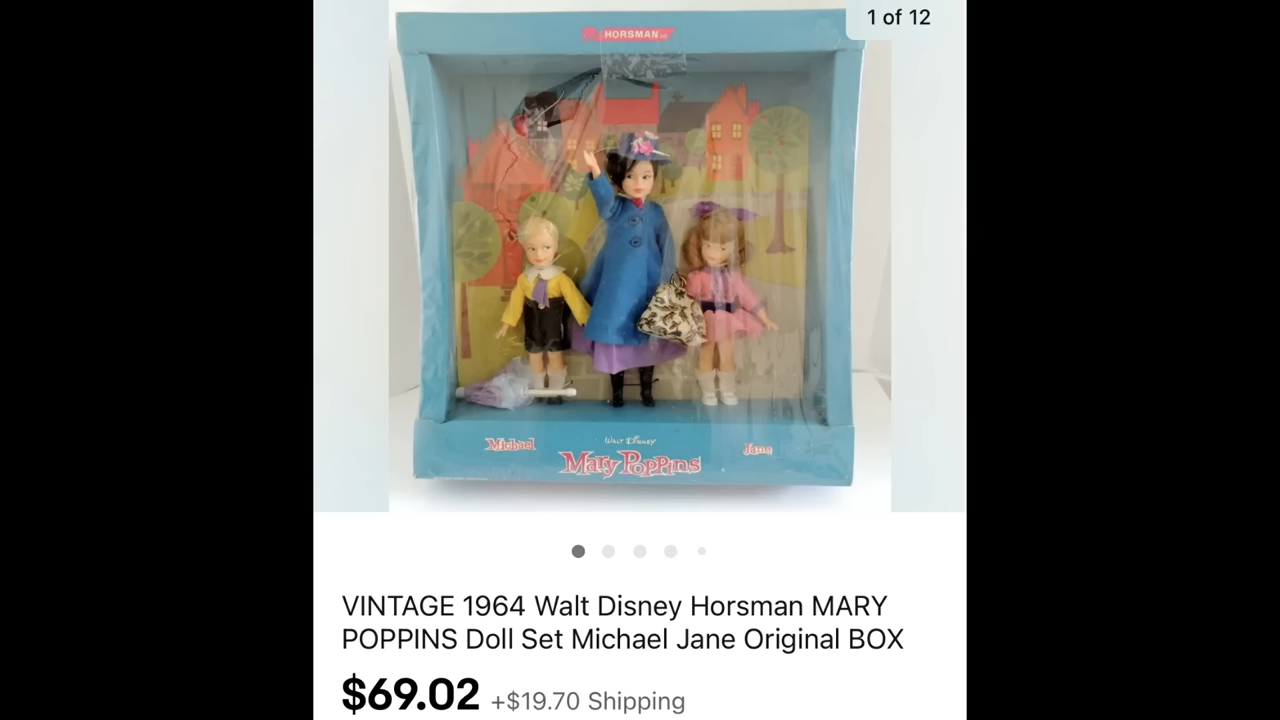 1 of 12
HORSMAN
Michael
WALT DISNEY
Mary Poppins
Jane
VINTAGE 1964 Walt Disney Horsman MARY
POPPINS Doll Set Michael Jane Original BOX
$69.02 +$19.70 Shipping